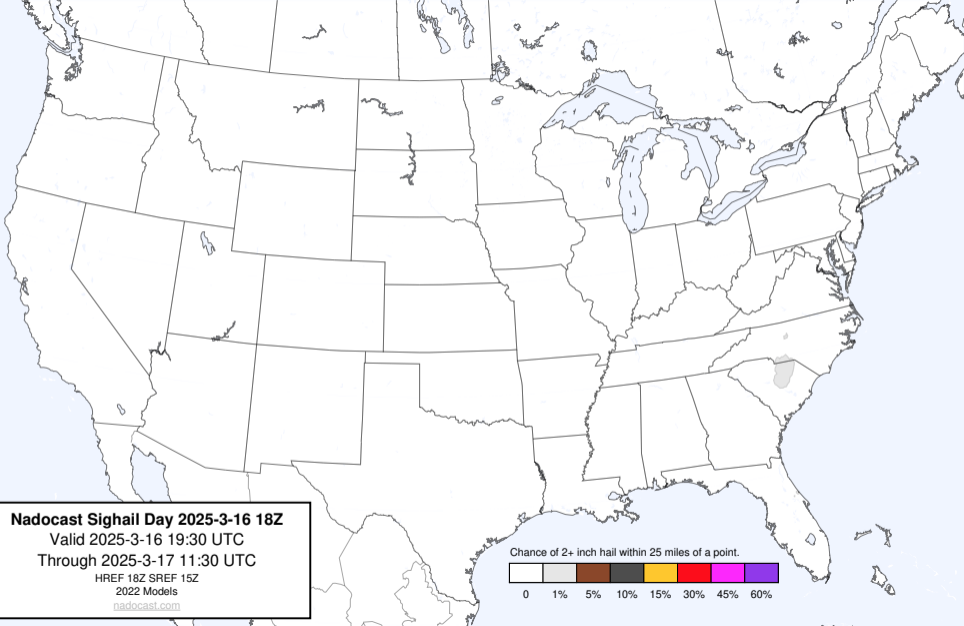 Nadocast Sighail Day 2025-3-16 18Z
Valid 2025-3-16 19:30 UTC
Through 2025-3-17 11:30 UTC
HREF 18Z SREF 15Z
2022 Models
nadocast.com
Chance of 2+ inch hail within 25 miles of a point.
0 1% 5% 10% 15% 30% 45% 60%